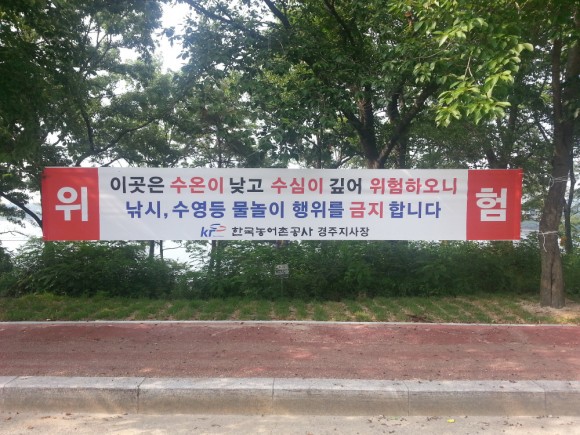 위 험
이곳은 수온이 낮고 수심이 깊어 위험하오니
낚시, 수영등 물놀이 행위를 금지합니다
한국농어촌공사 경주지사장